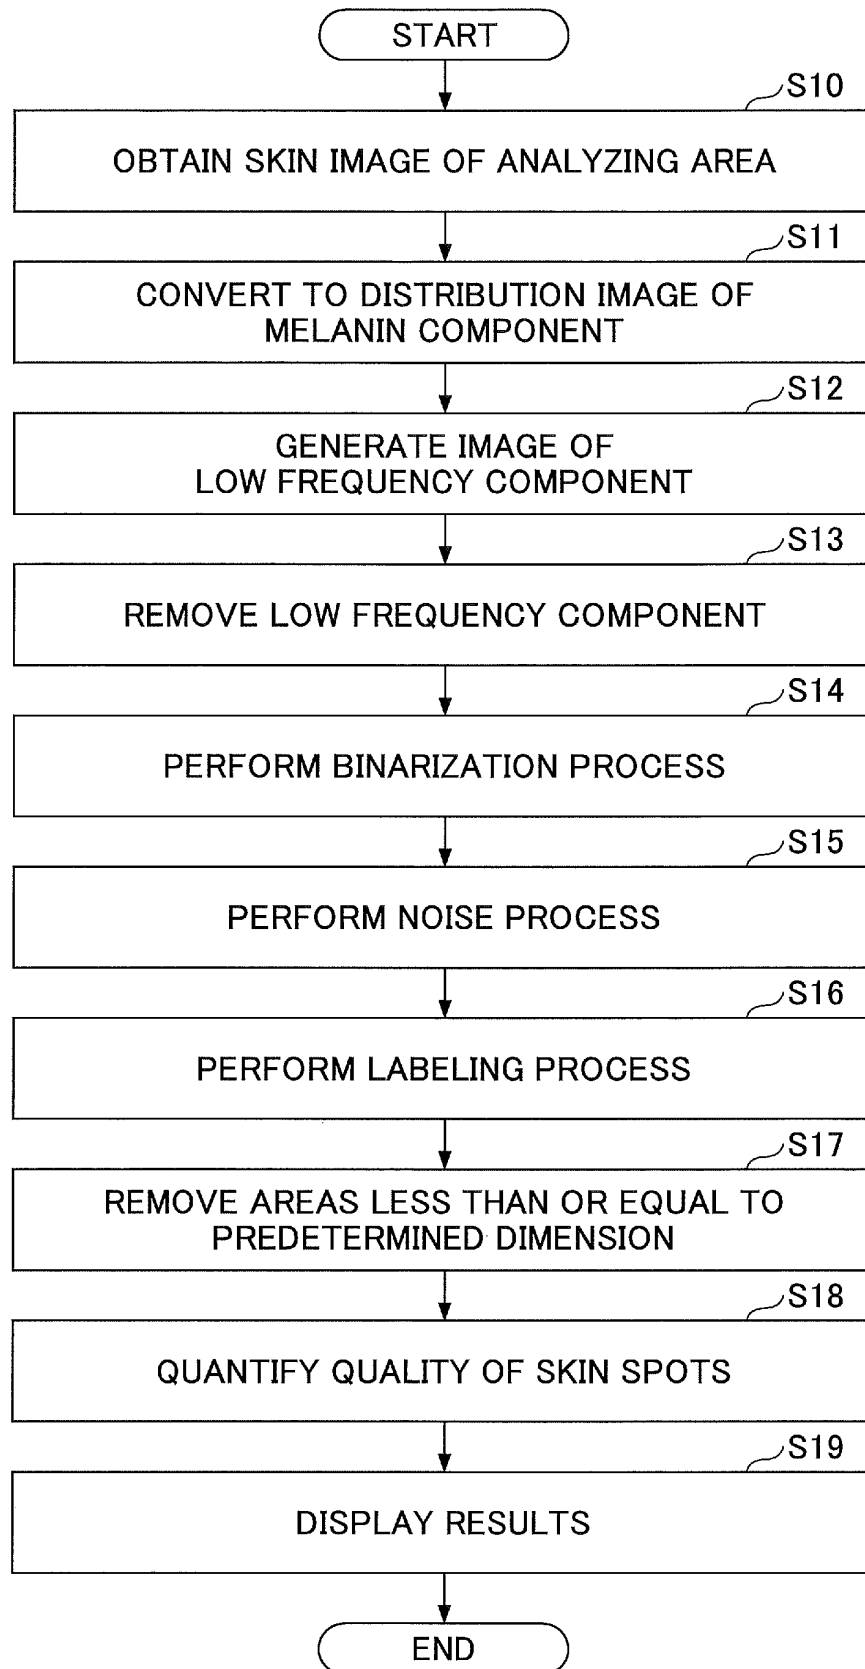 START
S10
OBTAIN SKIN IMAGE OF ANALYZING AREA
S11
CONVERT TO DISTRIBUTION IMAGE OF
MELANIN COMPONENT
S12
GENERATE IMAGE OF
LOW FREQUENCY COMPONENT
S13
REMOVE LOW FREQUENCY COMPONENT
S14
PERFORM BINARIZATION PROCESS
S15
PERFORM NOISE PROCESS
S16
PERFORM LABELING PROCESS
S17
REMOVE AREAS LESS THAN OR EQUAL TO
PREDETERMINED DIMENSION
S18
QUANTIFY QUALITY OF SKIN SPOTS
S19
DISPLAY RESULTS
END